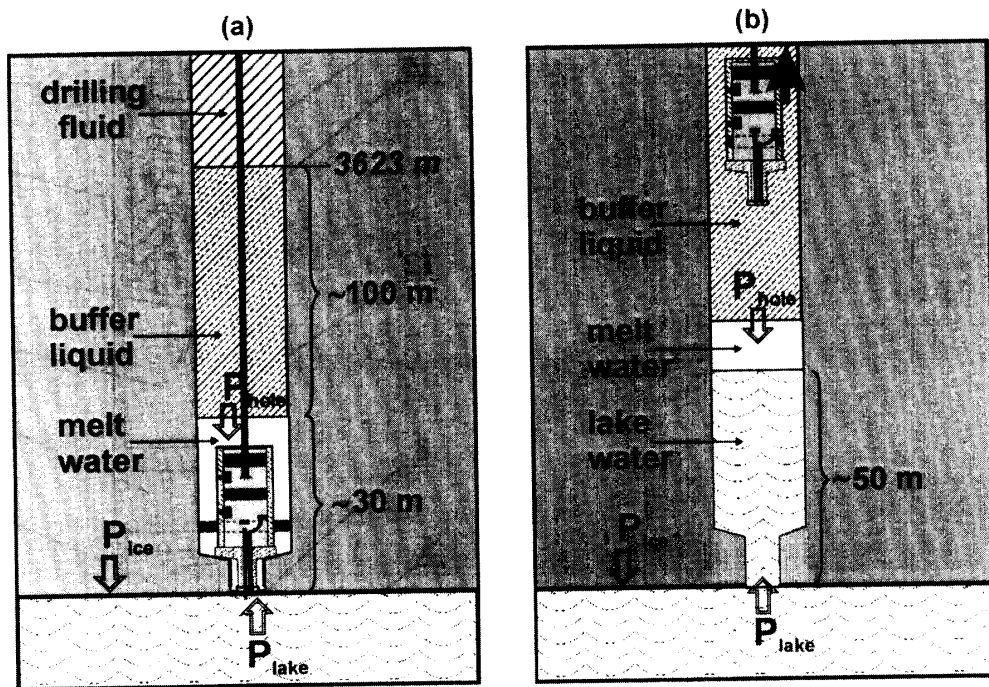 (a)
drilling
fluid
3623 m
~100 m
buffer
liquid
P hole
melt
water
~30 m
P ice
P lake
(b)
buffer
liquid
P hole
melt
water
lake
water
~50 m
P ice
P lake